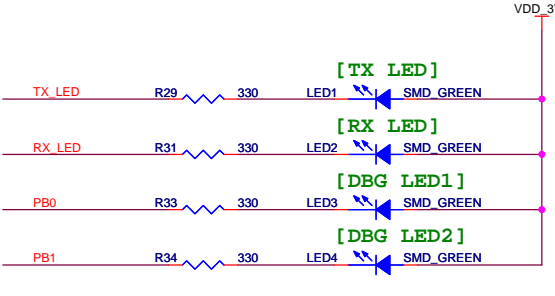 VDD_3
[TX LED]
TX_LED R29 330 LED1 SMD_GREEN
[RX LED]
RX_LED R31 330 LED2 SMD_GREEN
[DBG LED1]
PB0 R33 330 LED3 SMD_GREEN
[DBG LED2]
PB1 R34 330 LED4 SMD_GREEN